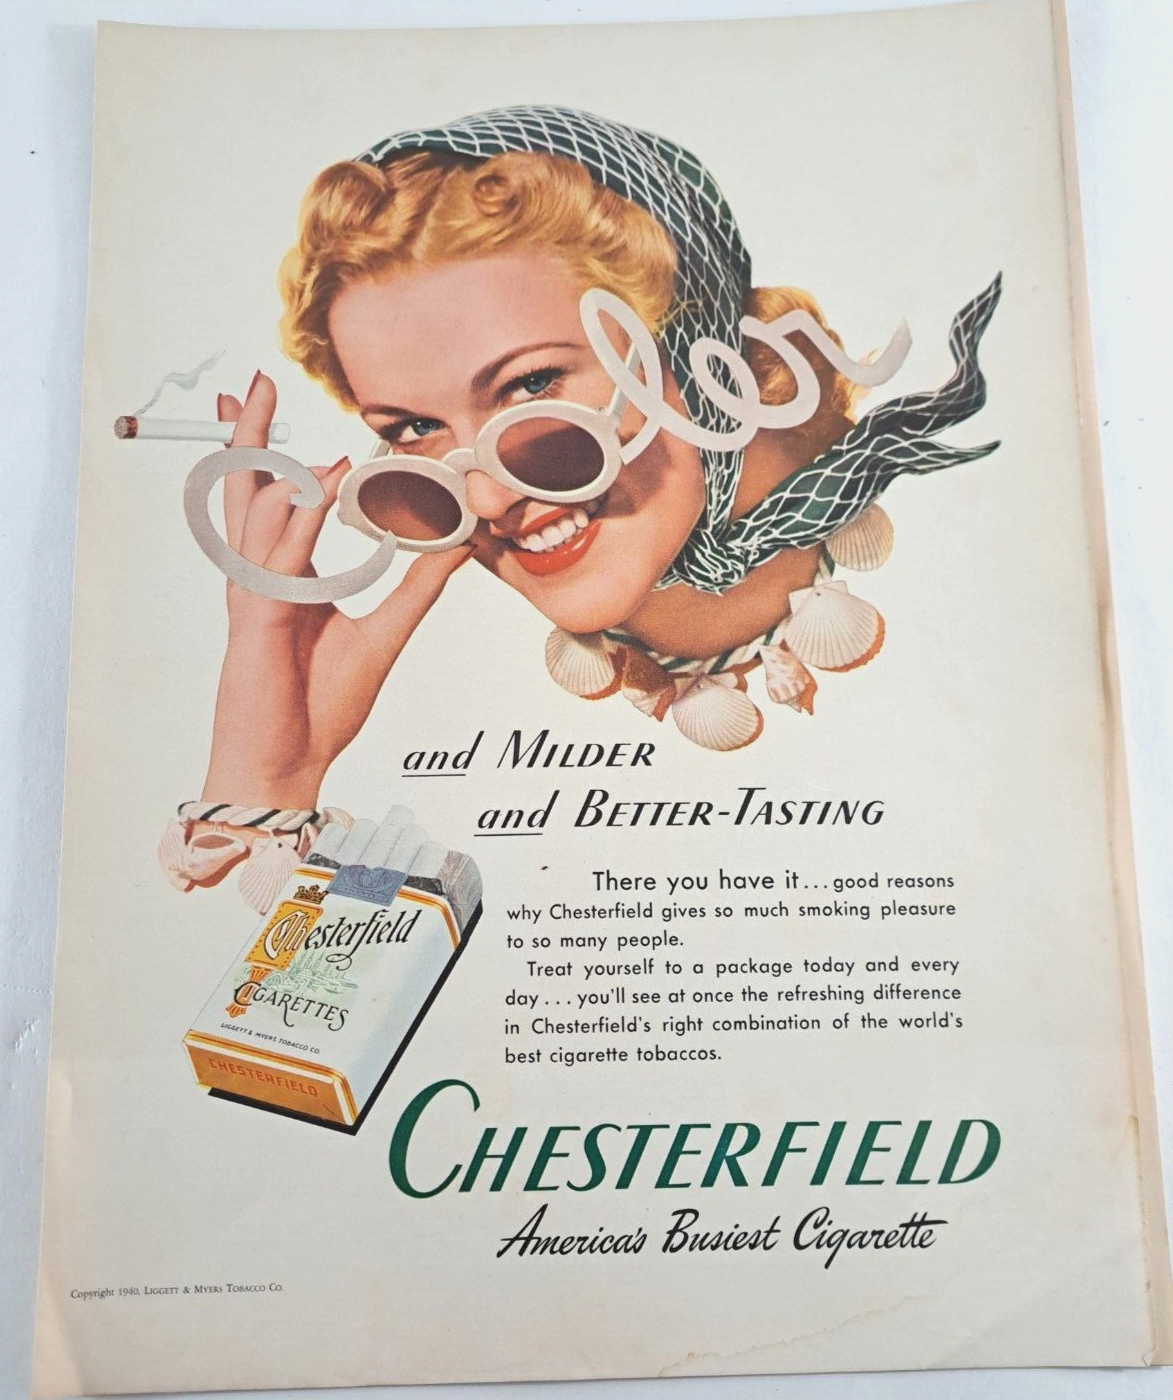 Cooler
and MILDER
and BETTER-TASTING
There you have it... good reasons
why Chesterfield gives so much smoking pleasure
to so many people.
Treat yourself to a package today and every
day... you'll see at once the refreshing difference
in Chesterfield's right combination of the world's
best cigarette tobaccos.
Chesterfield
CIGARETTES
LIGGETT & MYERS TOBACCO CO.
CHESTERFIELD
CHESTERFIELD
America's Busiest Cigarette
Copyright 1940, LIGGETT & MYERS TOBACCO CO.